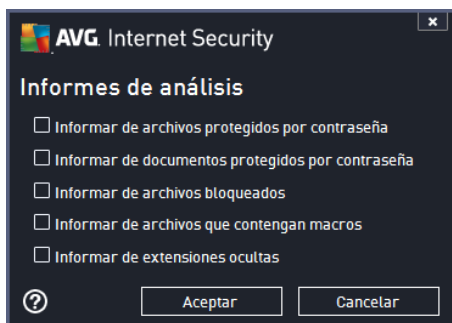 AVG. Internet Security
Informes de análisis
Informar de archivos protegidos por contraseña
Informar de documentos protegidos por contraseña
Informar de archivos bloqueados
Informar de archivos que contengan macros
Informar de extensiones ocultas
? Aceptar Cancelar